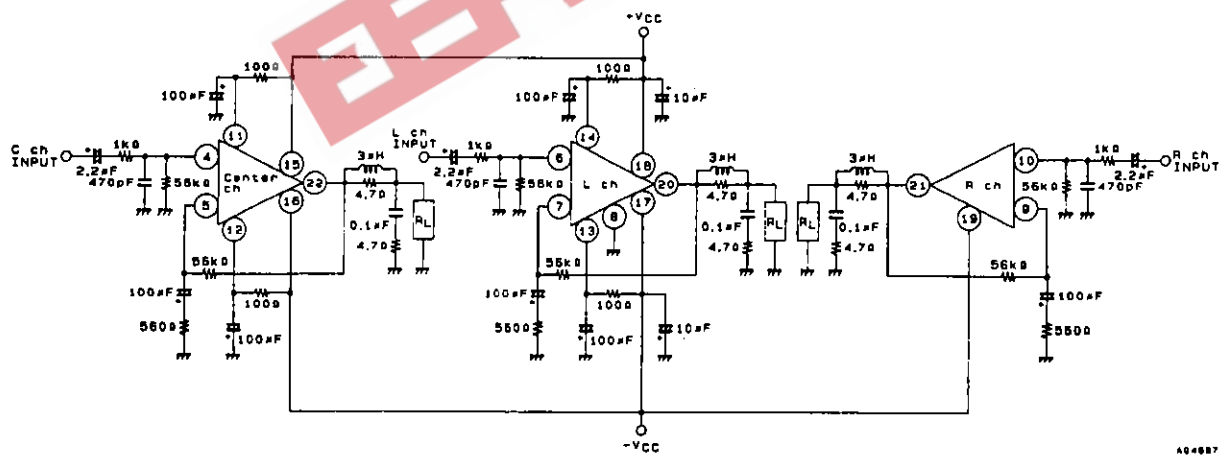 +VCC
100Ω
100µF
11
C ch
INPUT
2.2µF
1kΩ
470pF
56kΩ
4
5
Center
ch
15
16
22
12
3µH
4.7Ω
0.1µF
4.7Ω
RL
56kΩ
100µF
560Ω
100Ω
100µF
100Ω
100µF
10µF
14
L ch
INPUT
2.2µF
1kΩ
470pF
56kΩ
6
7
L ch
18
17
20
8
13
3µH
4.7Ω
0.1µF
4.7Ω
RL
56kΩ
100µF
560Ω
100Ω
100µF
10µF
3µH
4.7Ω
0.1µF
4.7Ω
RL
21
R ch
19
10
9
1kΩ
R ch
INPUT
2.2µF
56kΩ
470pF
56kΩ
100µF
560Ω
-VCC